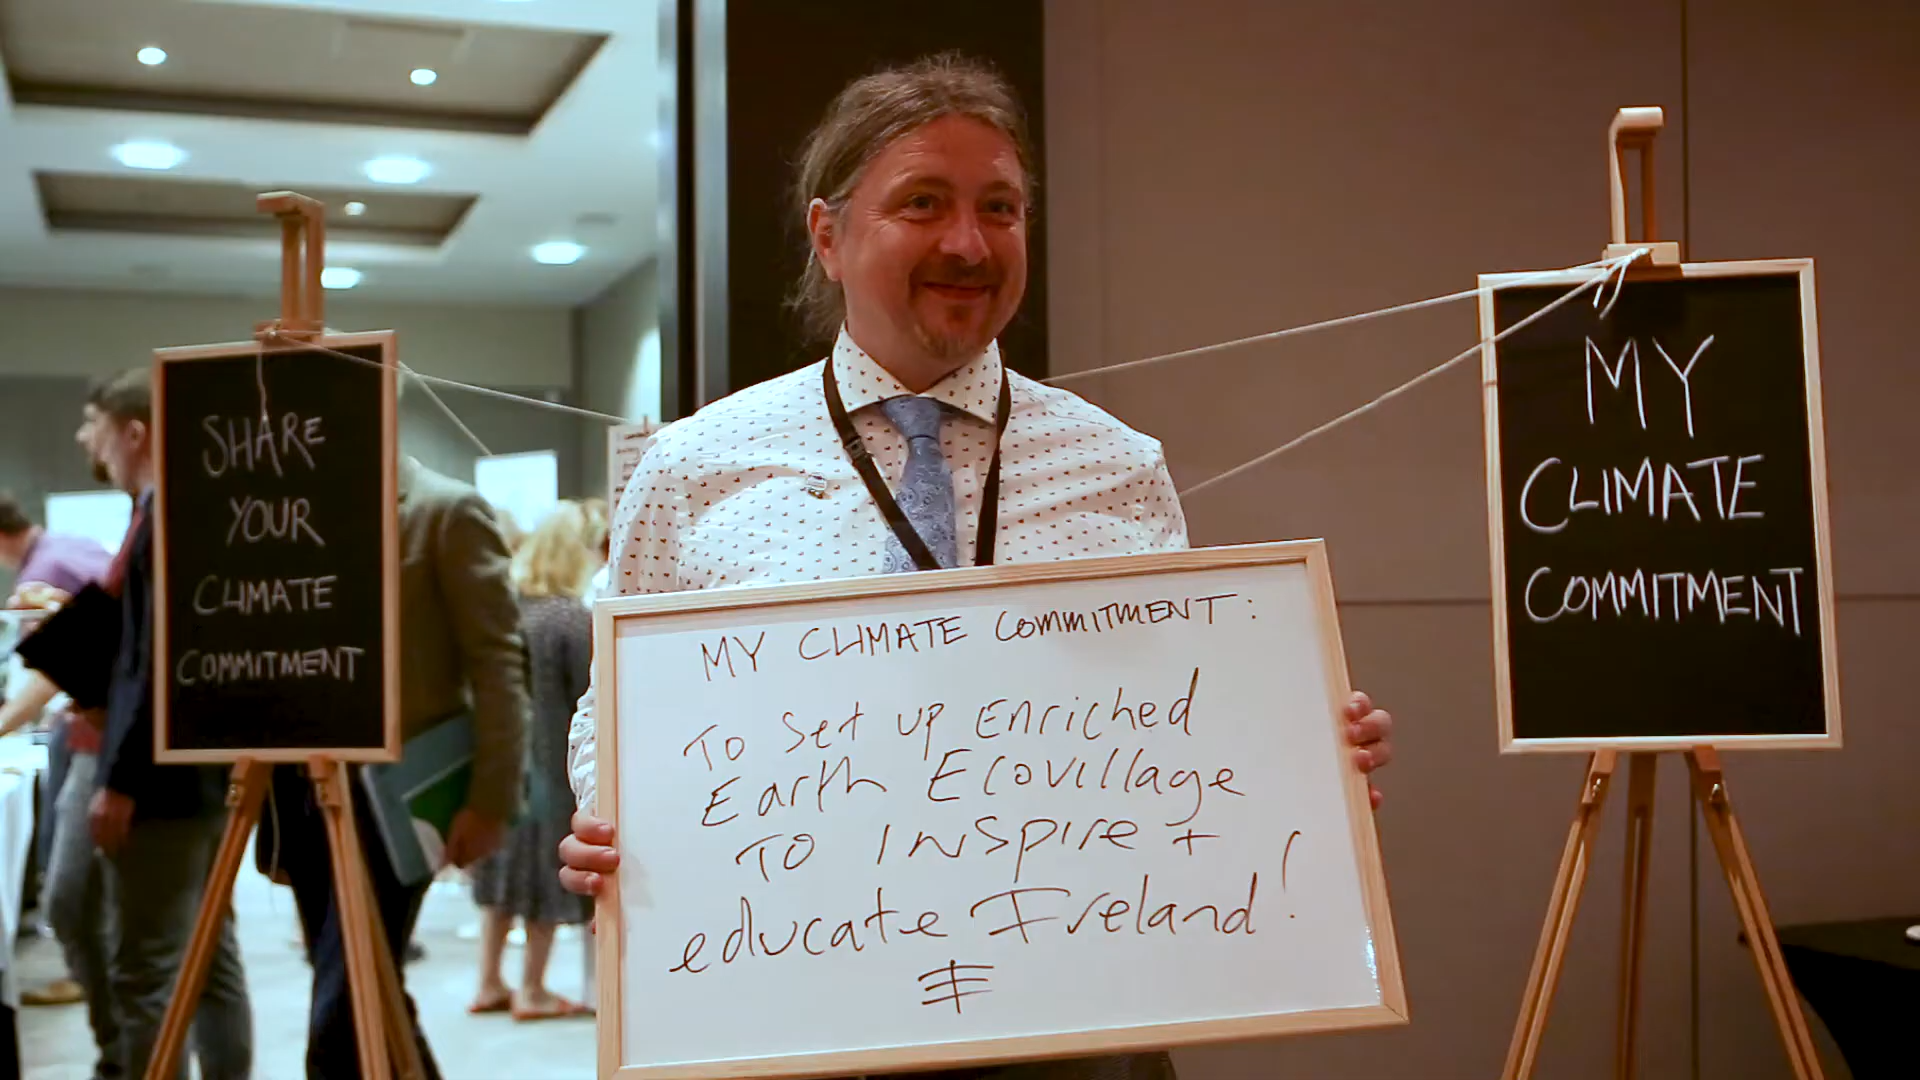 SHARE
YOUR
CLIMATE
COMMITMENT
MY CLIMATE COMMITMENT:
To Set up Enriched
Earth Ecovillage
TO INSpire +
educate Ireland!
MY
CLIMATE
COMMITMENT